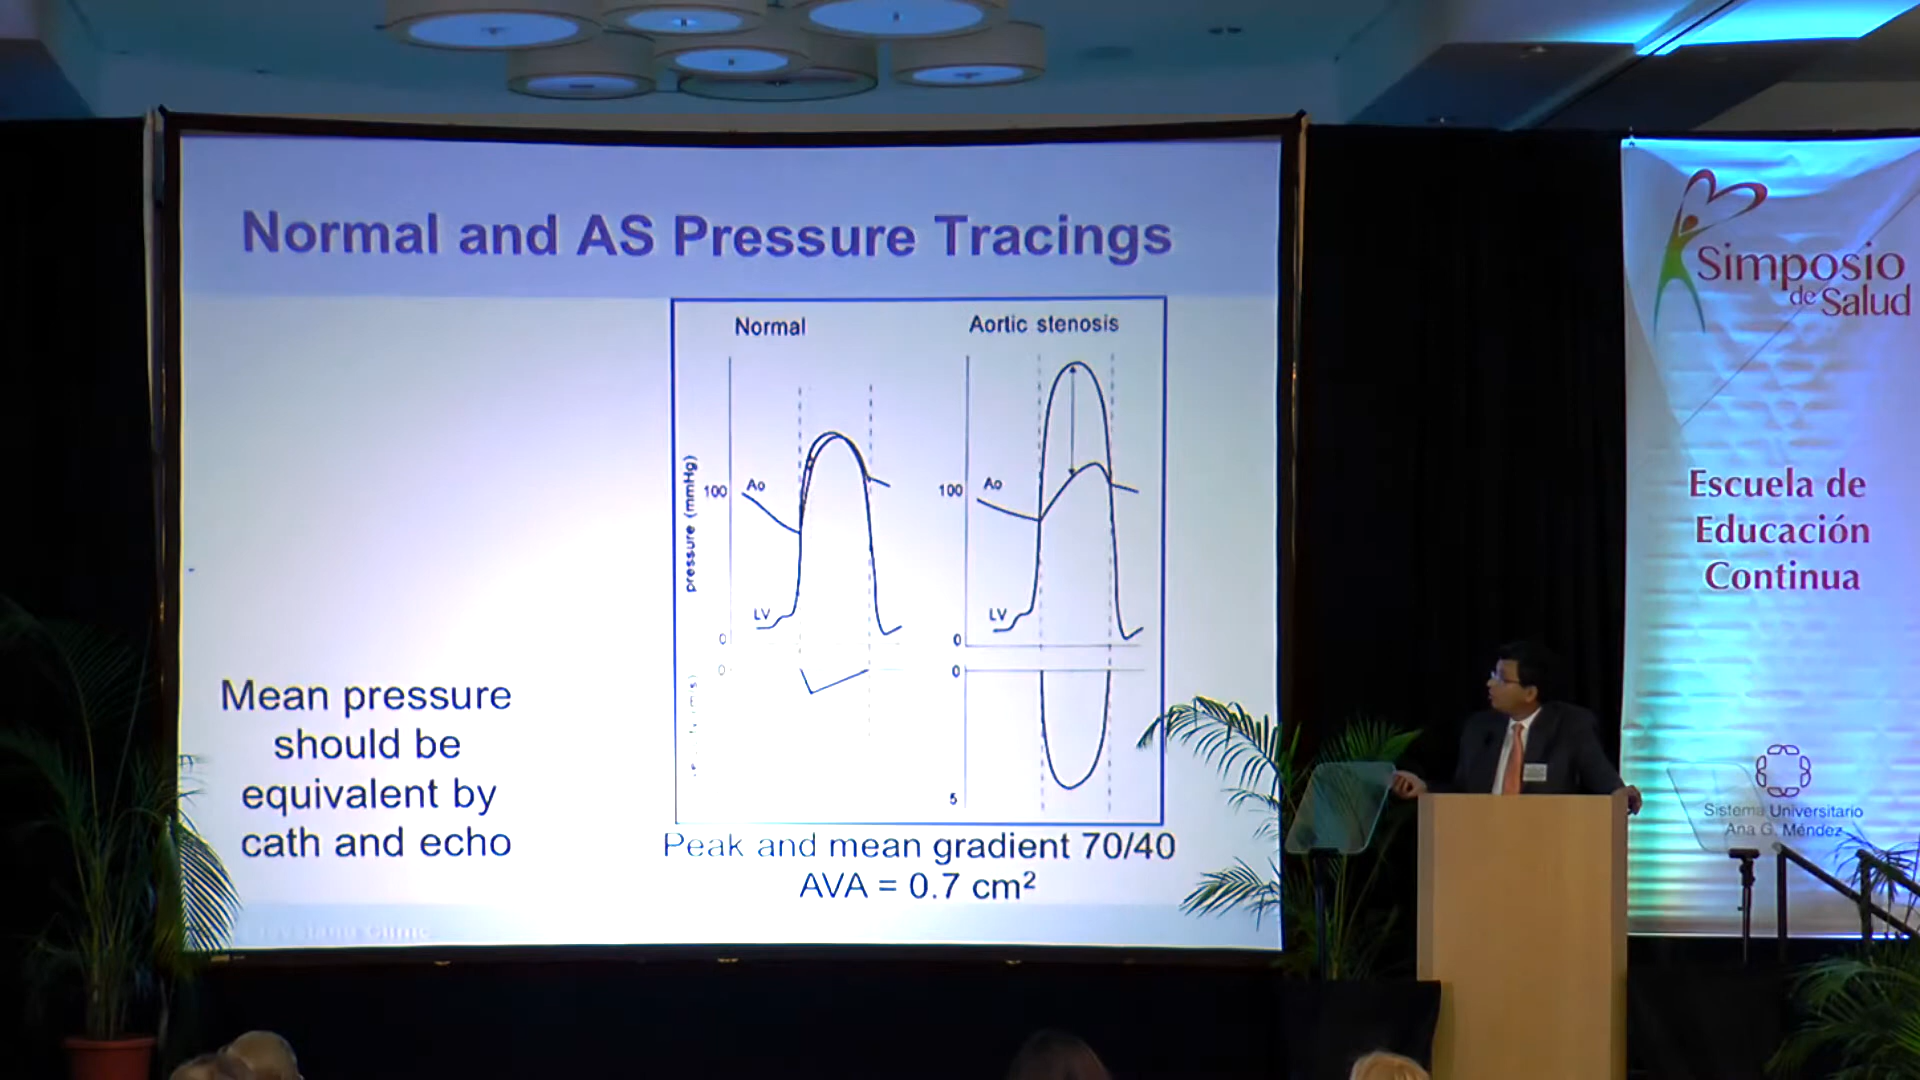 Normal and AS Pressure Tracings
Normal
Aortic stenosis
pressure (mmHg)
100
Ao
LV
0
0
100
Ao
LV
0
0
5
Mean pressure
should be
equivalent by
cath and echo
Peak and mean gradient 70/40
AVA = 0.7 cm²
Simposio
de Salud
Escuela de
Educación
Continua
Sistema Universitario
Ana G. Méndez